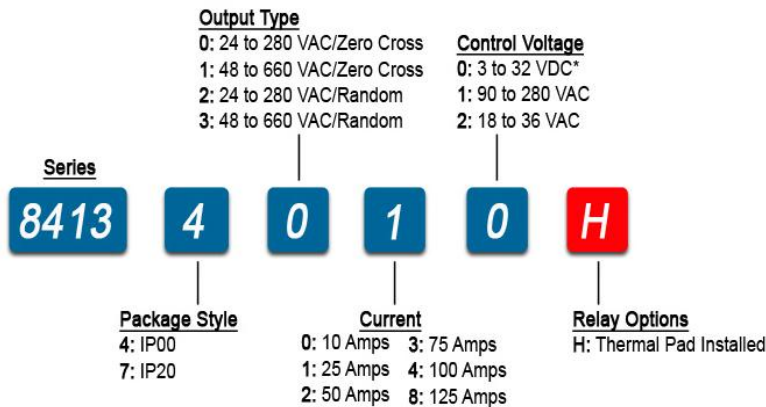 Output Type
0: 24 to 280 VAC/Zero Cross
1: 48 to 660 VAC/Zero Cross
2: 24 to 280 VAC/Random
3: 48 to 660 VAC/Random
Control Voltage
0: 3 to 32 VDC*
1: 90 to 280 VAC
2: 18 to 36 VAC
Series
8413 4 0 1 0 H
Package Style
4: IP00
7: IP20
Current
0: 10 Amps 3: 75 Amps
1: 25 Amps 4: 100 Amps
2: 50 Amps 8: 125 Amps
Relay Options
H: Thermal Pad Installed